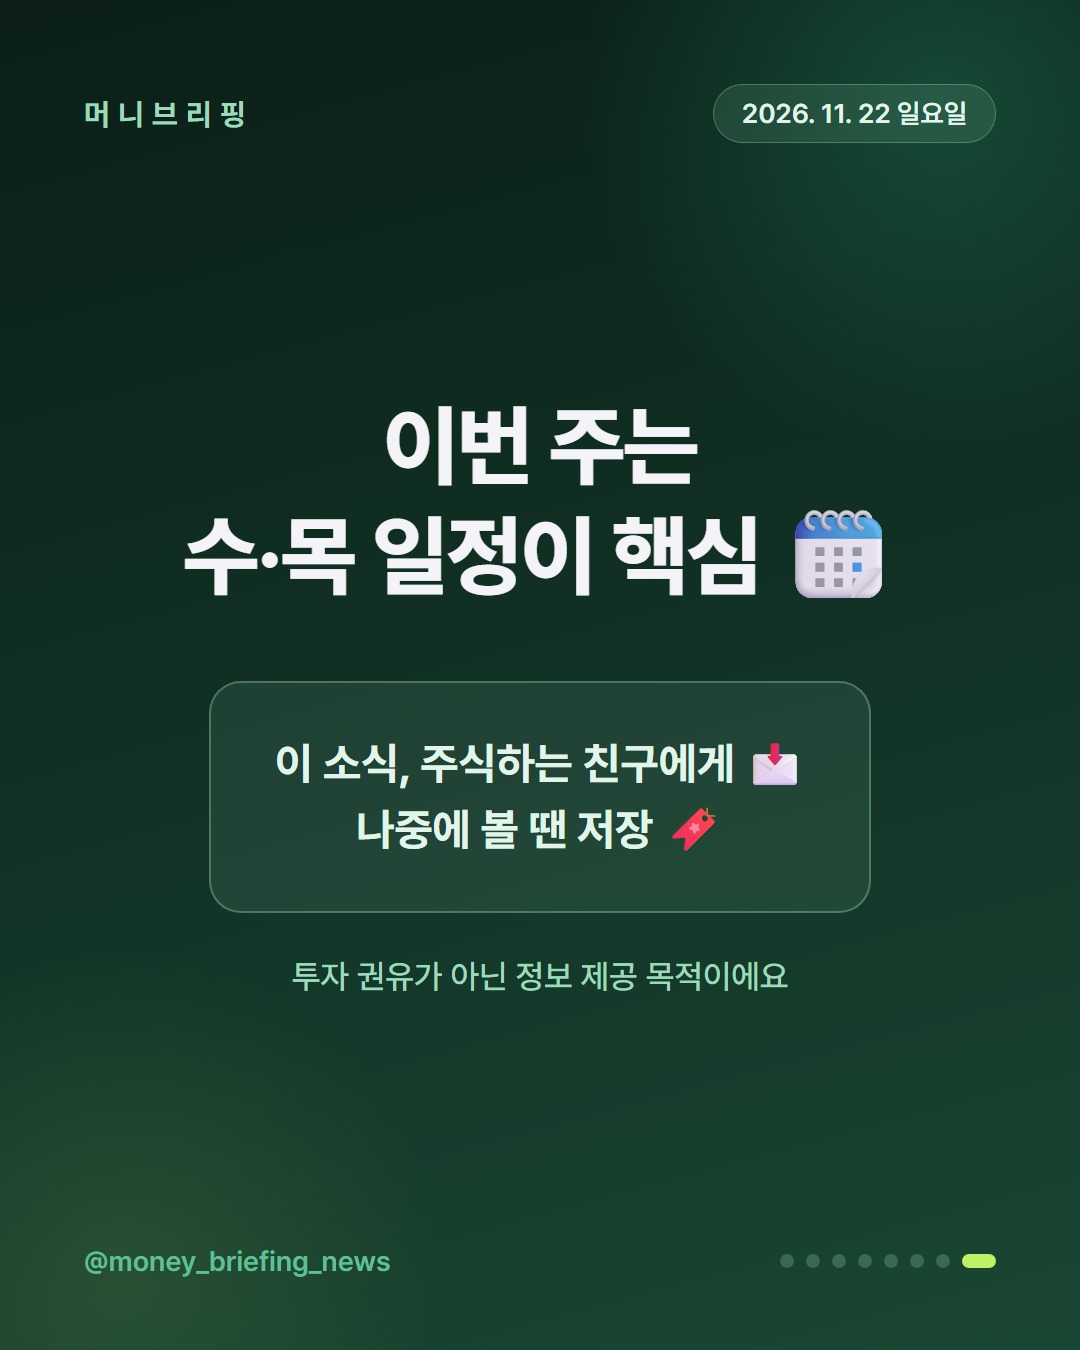 머니브리핑
2026. 11. 22 일요일
이번 주는
수·목 일정이 핵심
이 소식, 주식하는 친구에게
나중에 볼 땐 저장
투자 권유가 아닌 정보 제공 목적이에요
@money_briefing_news